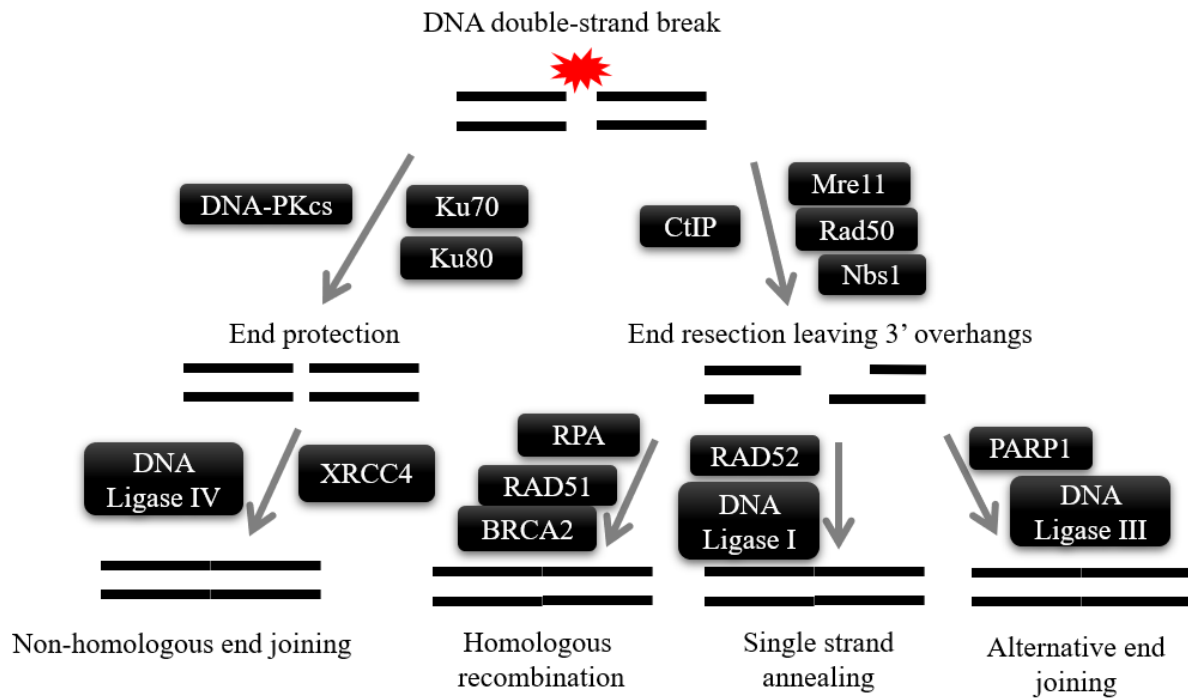 DNA double-strand break
DNA-PKcs
Ku70
Ku80
CtIP
Mre11
Rad50
Nbs1
End protection
End resection leaving 3’ overhangs
DNA
Ligase IV
XRCC4
RPA
RAD51
BRCA2
RAD52
DNA
Ligase I
PARP1
DNA
Ligase III
Non-homologous end joining
Homologous
recombination
Single strand
annealing
Alternative end
joining